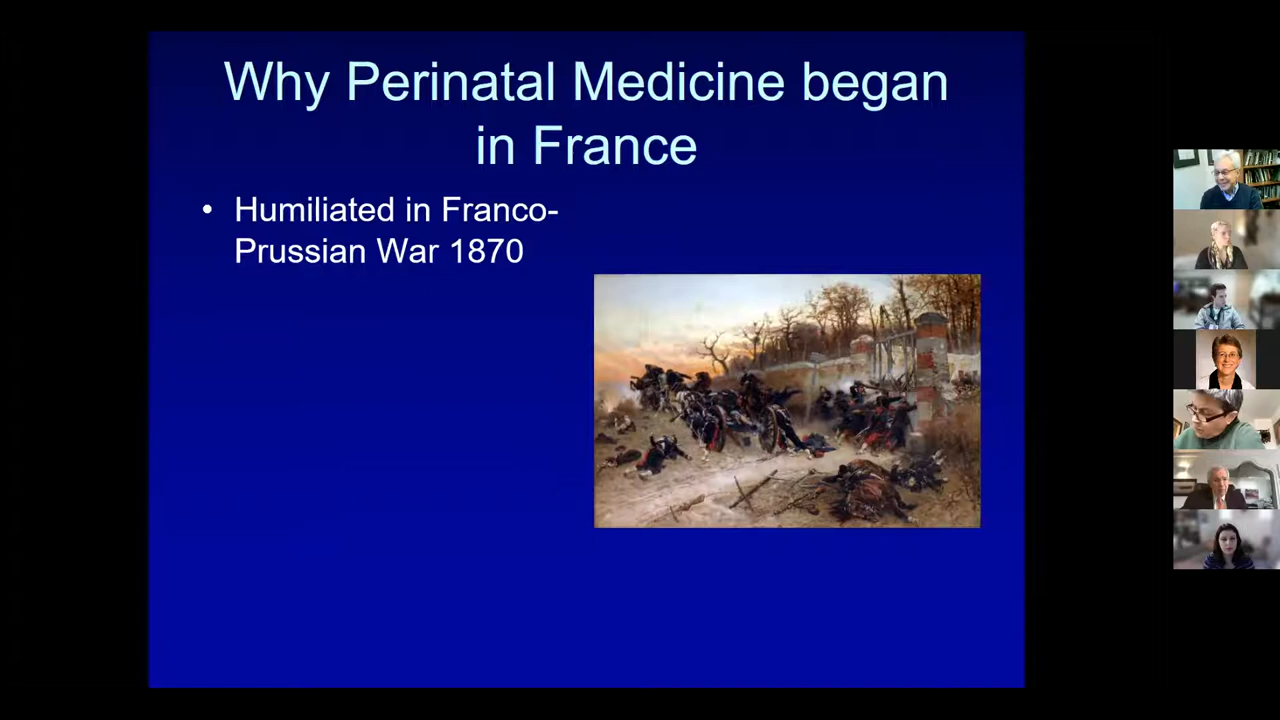 Why Perinatal Medicine began
in France
• Humiliated in Franco-
Prussian War 1870